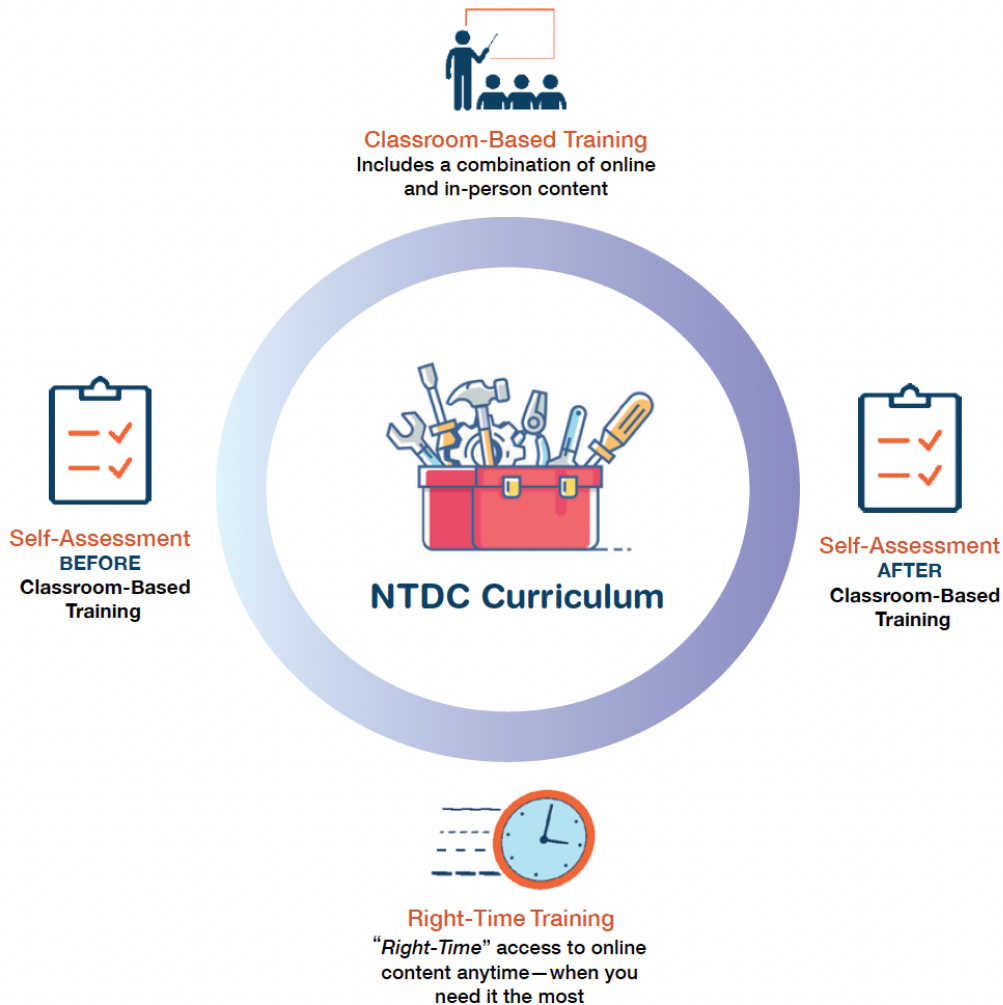 Classroom-Based Training
Includes a combination of online
and in-person content
Self-Assessment
BEFORE
Classroom-Based
Training
NTDC Curriculum
Self-Assessment
AFTER
Classroom-Based
Training
Right-Time Training
“Right-Time” access to online
content anytime—when you
need it the most